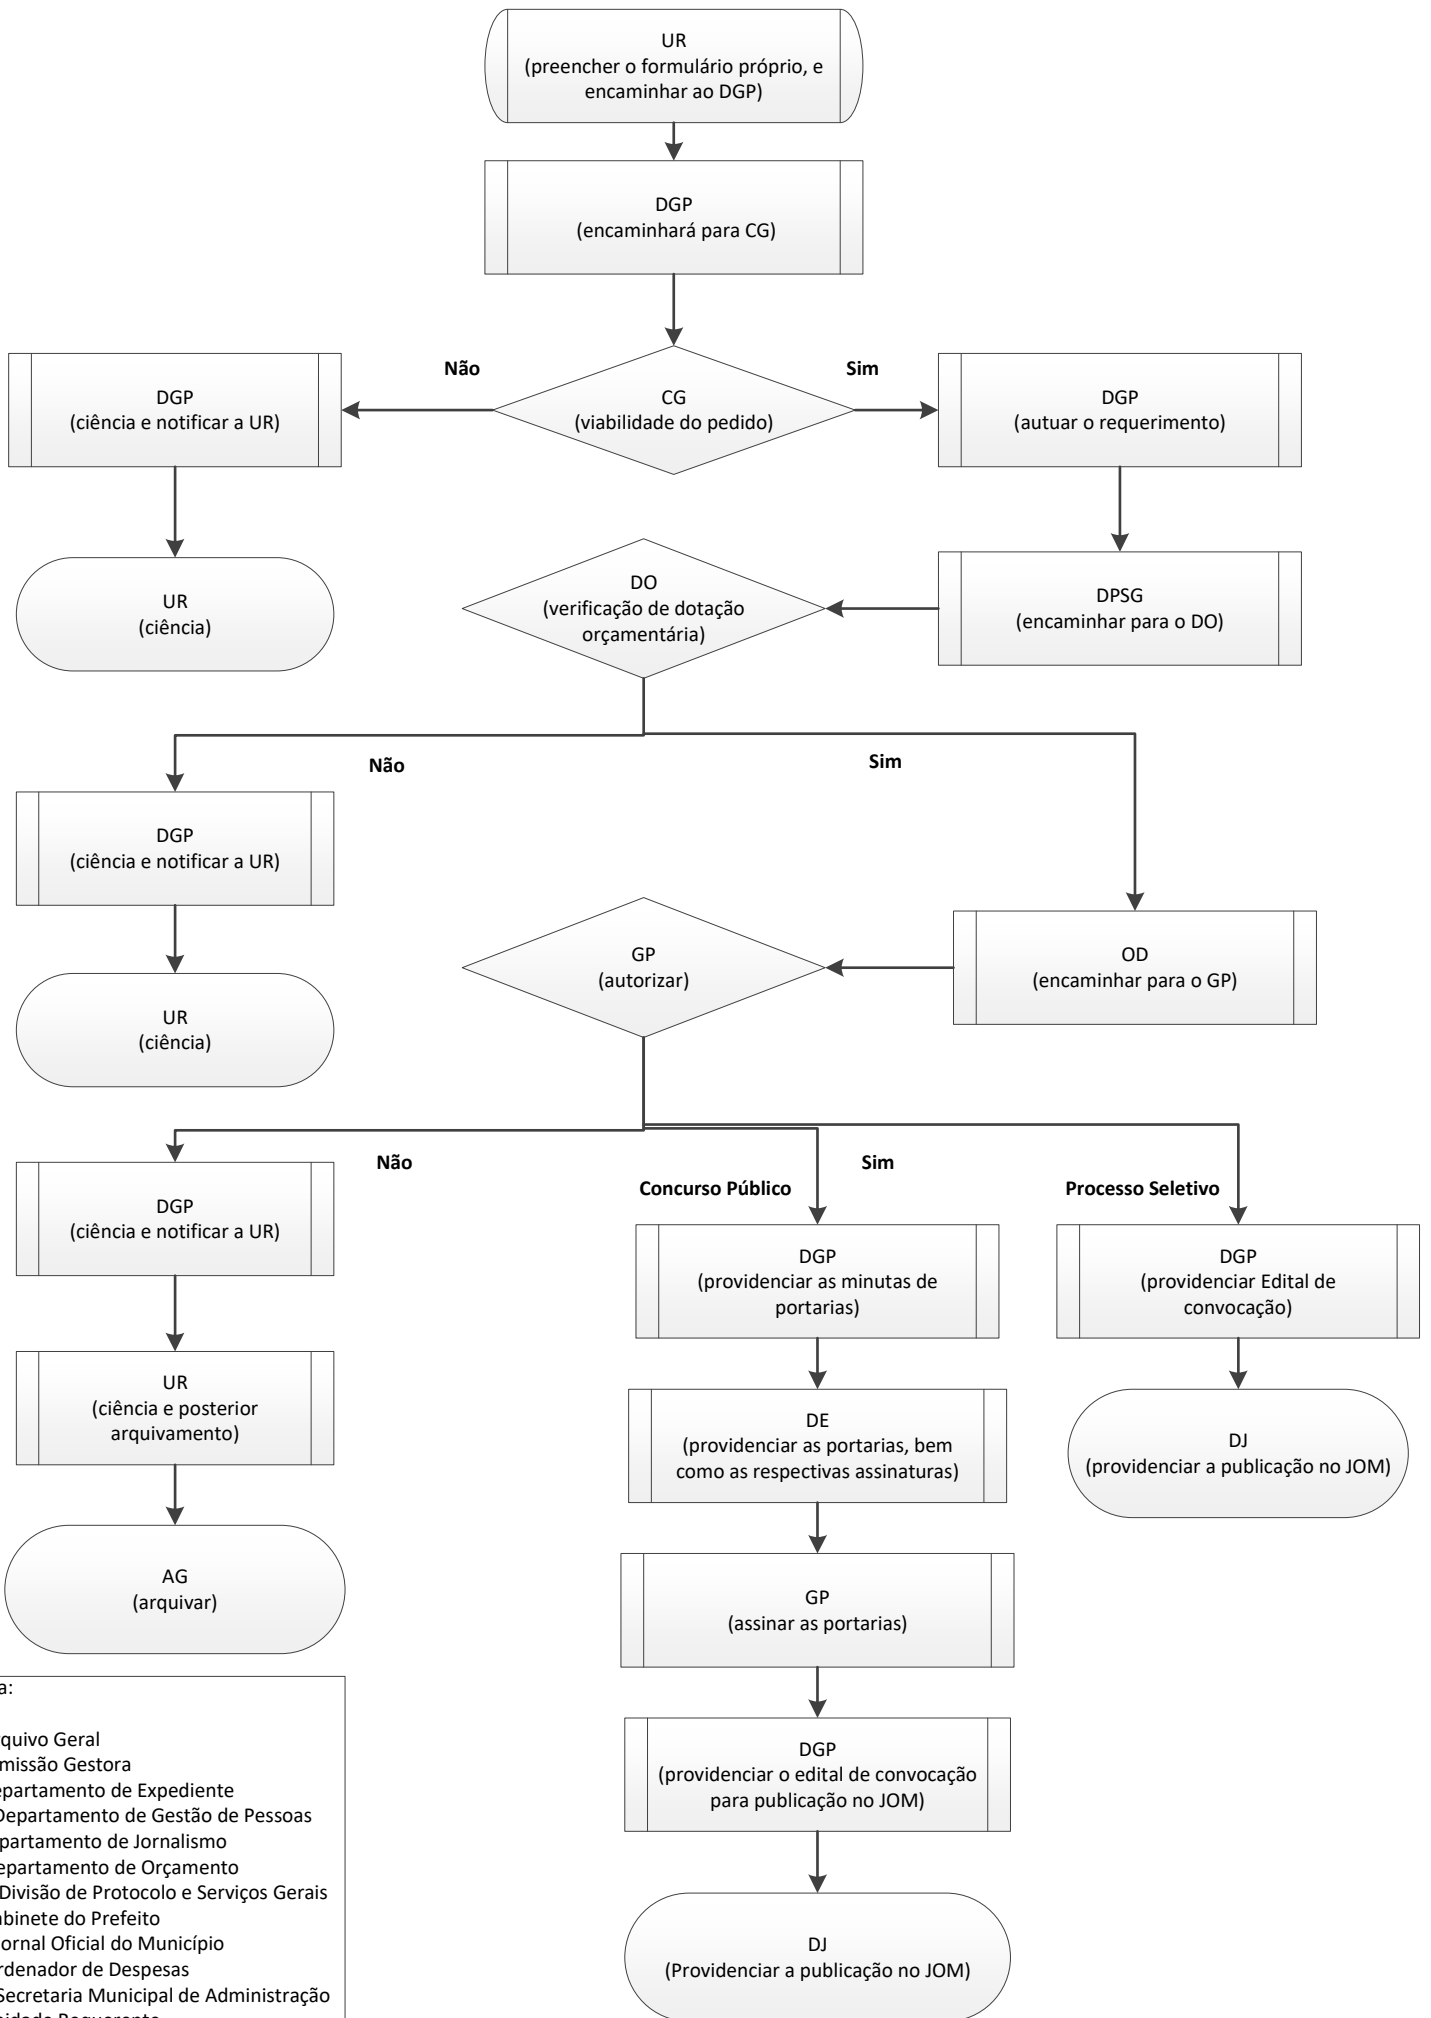 UR
(preencher o formulário próprio, e
encaminhar ao DGP)
DGP
(encaminhará para CG)
Não
Sim
DGP
(ciência e notificar a UR)
CG
(viabilidade do pedido)
DGP
(autuar o requerimento)
UR
(ciência)
DO
(verificação de dotação
orçamentária)
DPSG
(encaminhar para o DO)
Não
Sim
DGP
(ciência e notificar a UR)
UR
(ciência)
GP
(autorizar)
OD
(encaminhar para o GP)
Não
Sim
Concurso Público
Processo Seletivo
DGP
(ciência e notificar a UR)
DGP
(providenciar as minutas de
portarias)
DGP
(providenciar Edital de
convocação)
UR
(ciência e posterior
arquivamento)
DE
(providenciar as portarias, bem
como as respectivas assinaturas)
DJ
(providenciar a publicação no JOM)
AG
(arquivar)
GP
(assinar as portarias)
DGP
(providenciar o edital de convocação
para publicação no JOM)
DJ
(Providenciar a publicação no JOM)
a:
quivo Geral
missão Gestora
epartamento de Expediente
Departamento de Gestão de Pessoas
partamento de Jornalismo
epartamento de Orçamento
Divisão de Protocolo e Serviços Gerais
abinete do Prefeito
ornal Oficial do Município
rdenador de Despesas
Secretaria Municipal de Administração